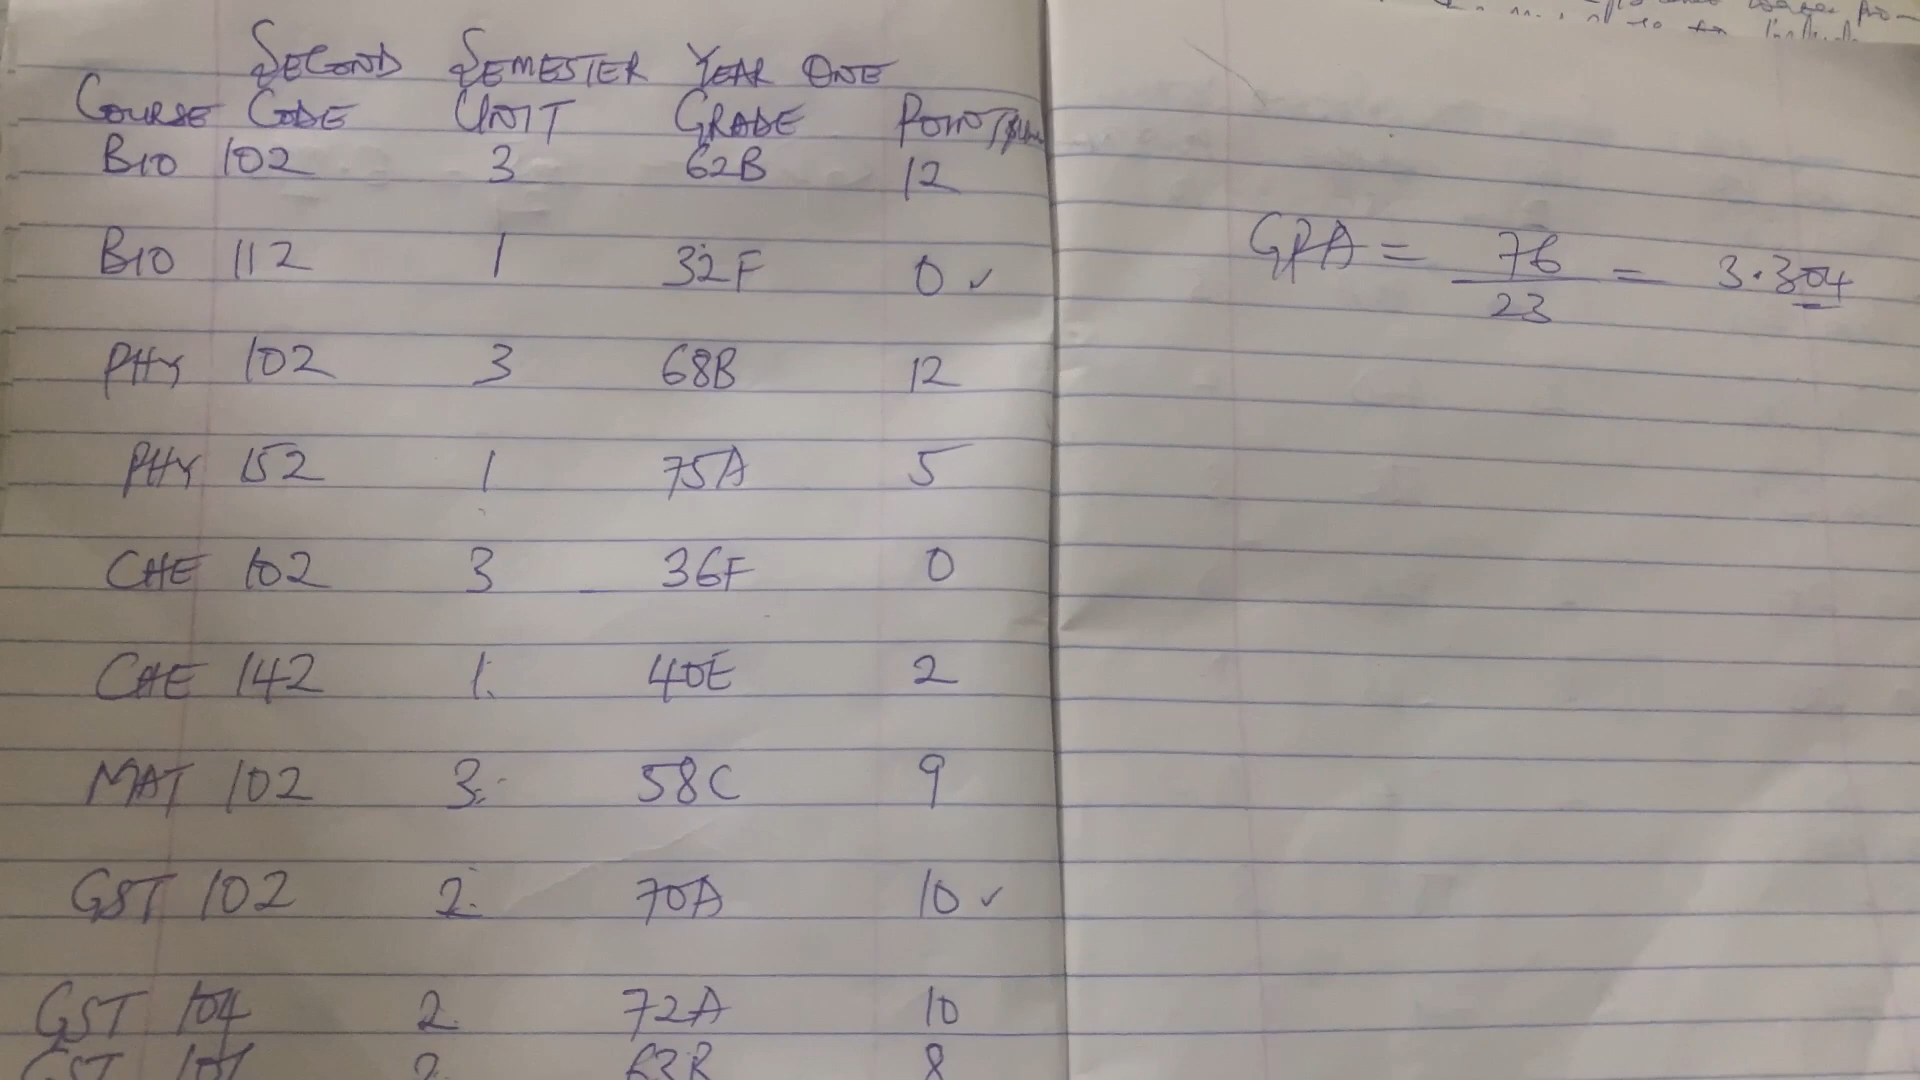 SECOND SEMESTER YEAR ONE
COURSE CODE UNIT GRADE POINT
BIO 102 3 62B 12
BIO 112 1 32F 0 ✓
PHY 102 3 68B 12
PHY 152 1 75A 5
CHE 102 3 36F 0
CHE 142 1 40E 2
MAT 102 3 58C 9
GST 102 2 70A 10 ✓
GST 104 2 72A 10
GST 2 63B 8
GPA = 76/23 = 3.304